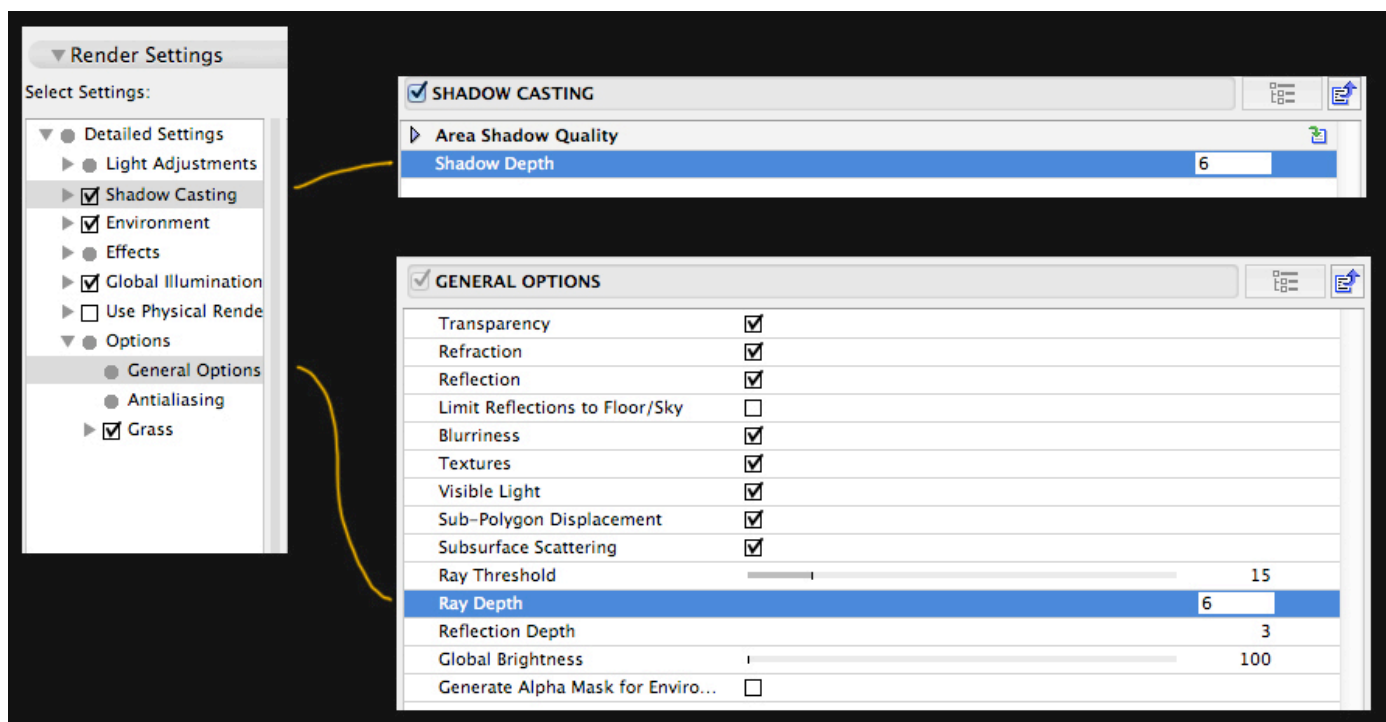 Render Settings
Select Settings:
Detailed Settings
Light Adjustments
Shadow Casting
Environment
Effects
Global Illumination
Use Physical Rende
Options
General Options
Antialiasing
Grass
SHADOW CASTING
Area Shadow Quality
Shadow Depth 6
GENERAL OPTIONS
Transparency
Refraction
Reflection
Limit Reflections to Floor/Sky
Blurriness
Textures
Visible Light
Sub-Polygon Displacement
Subsurface Scattering
Ray Threshold 15
Ray Depth 6
Reflection Depth 3
Global Brightness 100
Generate Alpha Mask for Enviro...